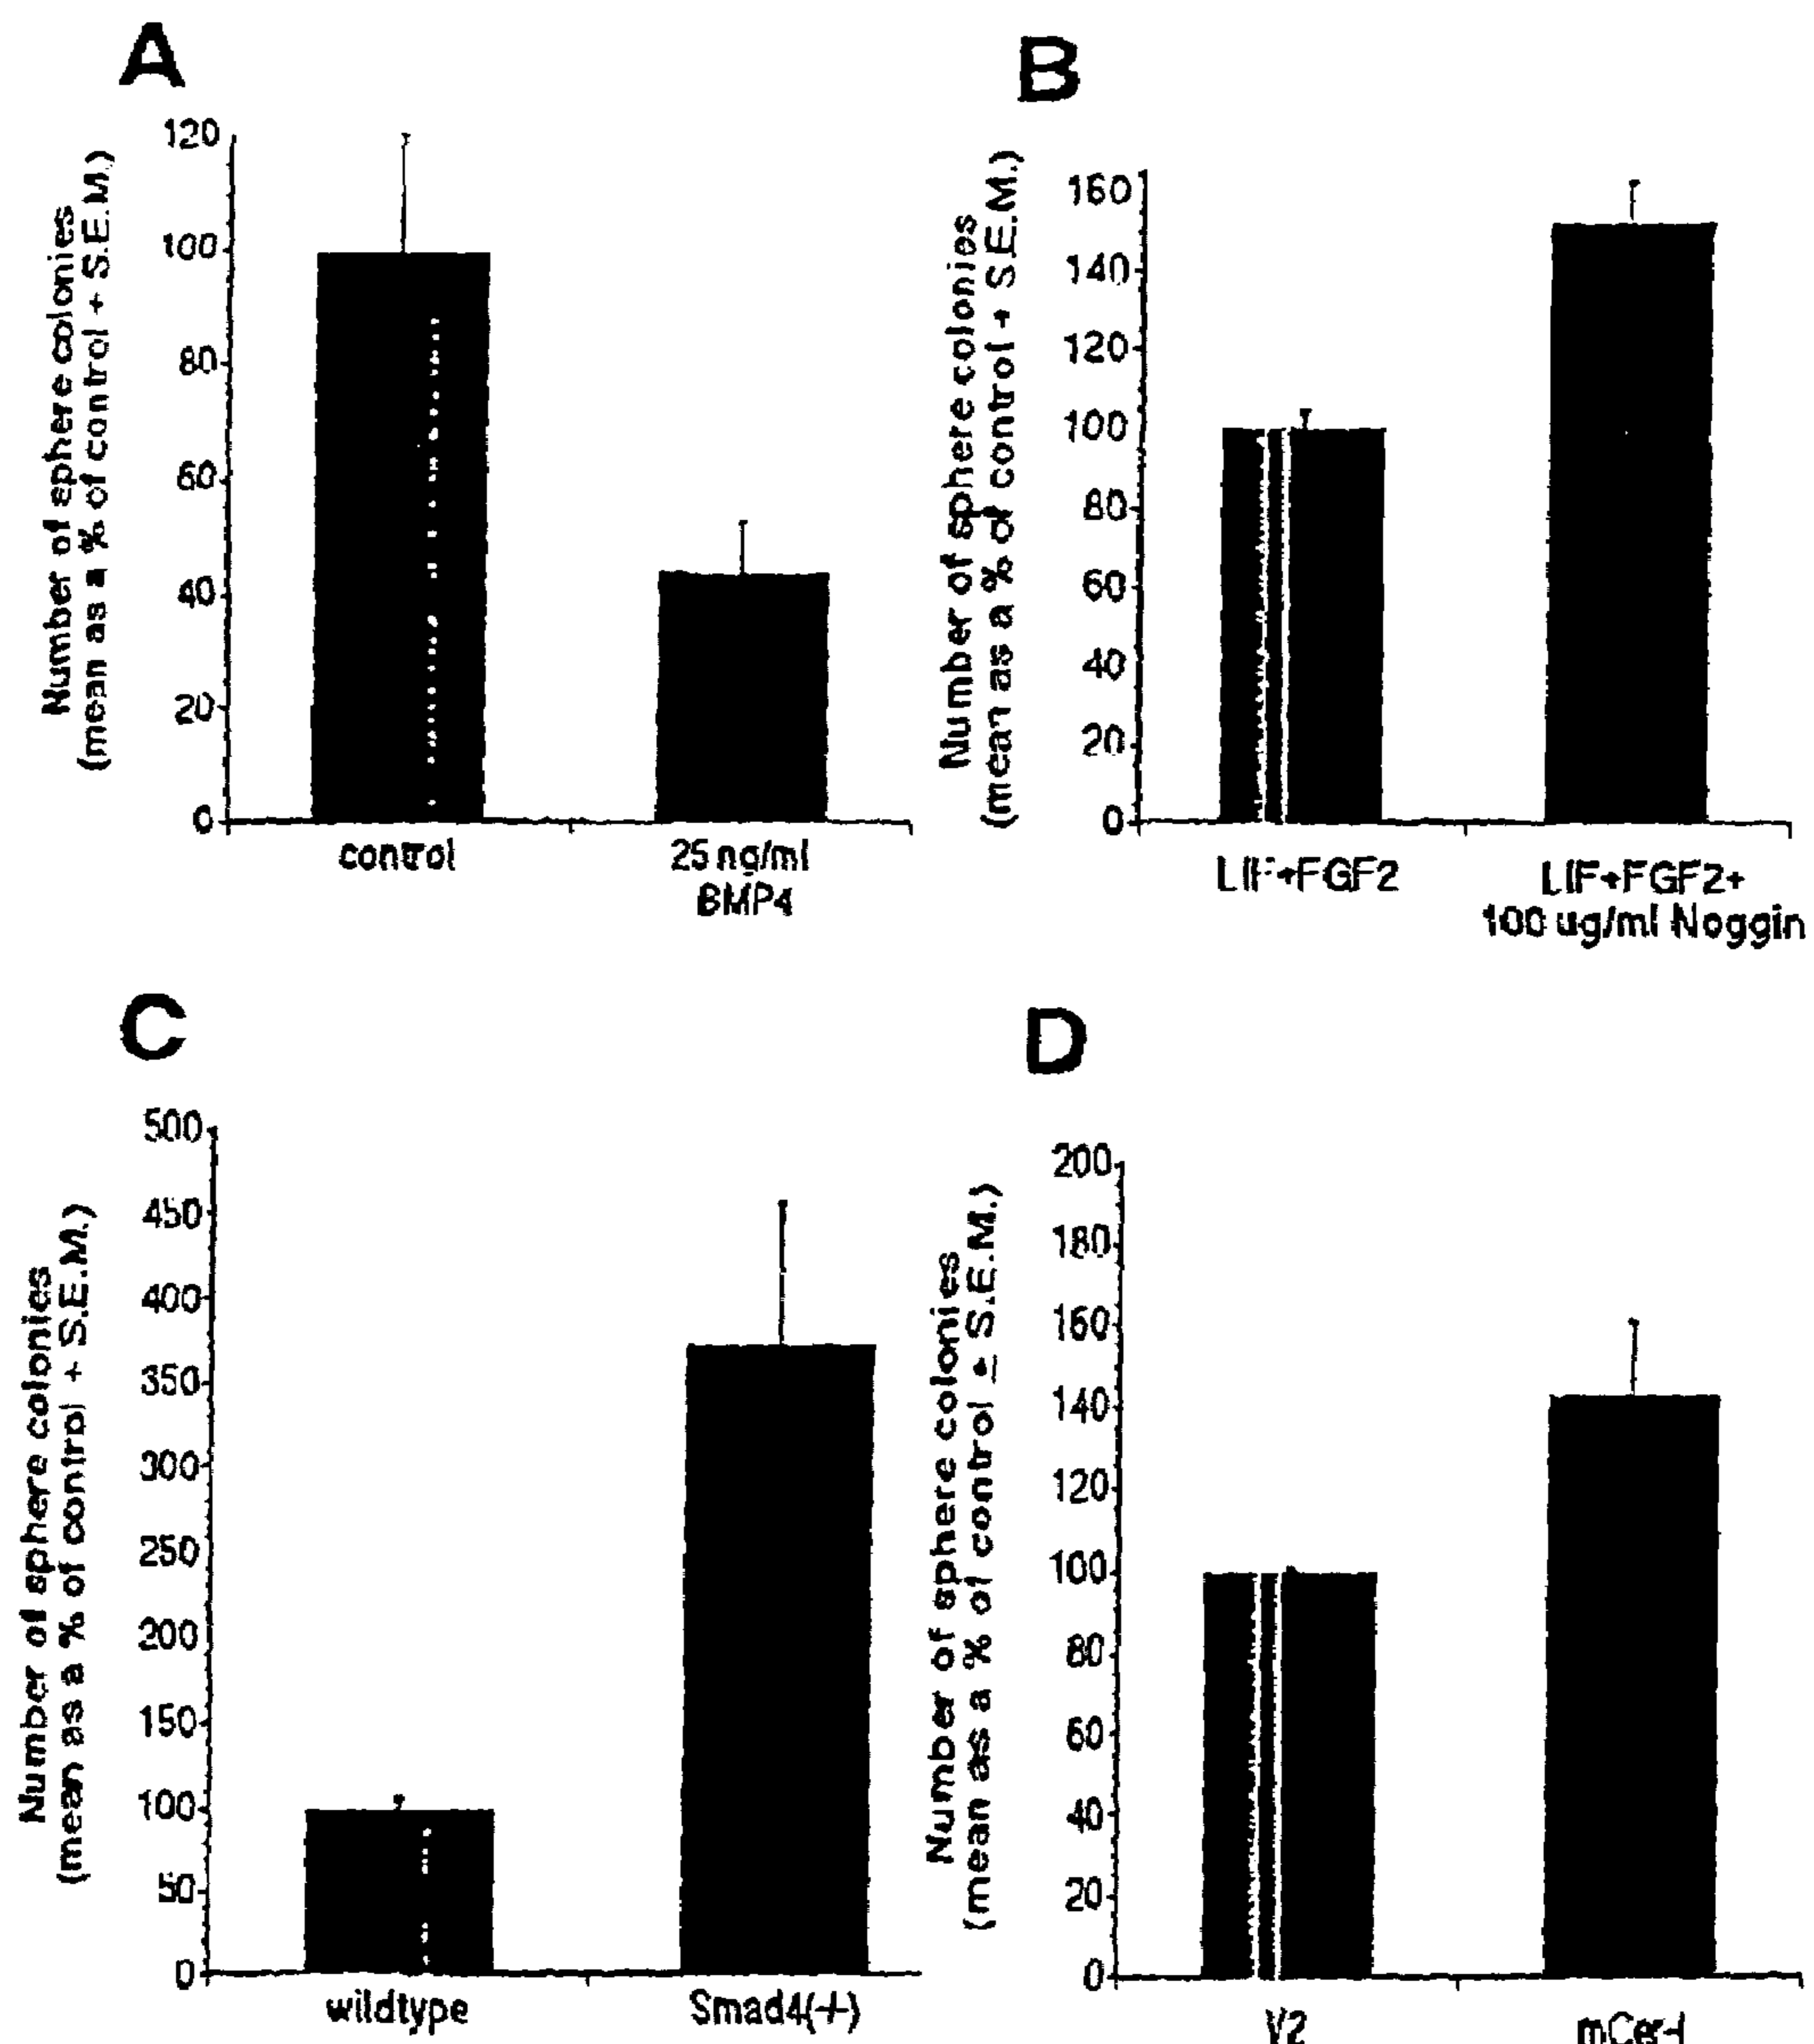 A
Number of sphere colonies
(mean as a % of control + S.E.M.)
120
100
80
60
40
20
0
control
25 ng/ml
BMP4
B
Number of sphere colonies
(mean as a % of control + S.E.M.)
160
140
120
100
80
60
40
20
0
LIF+FGF2
LIF+FGF2+
100 ug/ml Noggin
C
Number of sphere colonies
(mean as a % of control + S.E.M.)
500
450
400
350
300
250
200
150
100
50
0
wildtype
Smad4(-/-)
D
Number of sphere colonies
(mean as a % of control ± S.E.M.)
200
180
160
140
120
100
80
60
40
20
0
V2
mCer-1